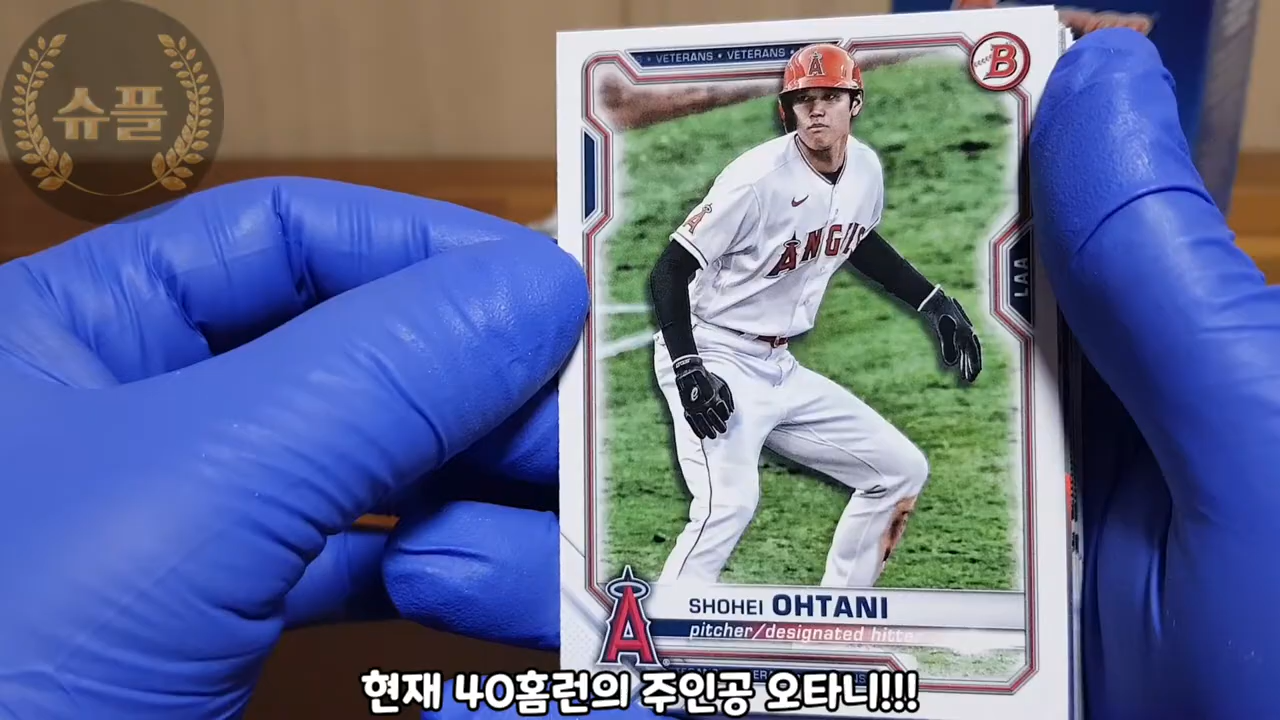 슈플
VETERANS • VETERANS •
B
A
A
ANGELS
LAA
SHOHEI OHTANI
pitcher/designated hitte
A
현재 40홈런의 주인공 오타니!!!